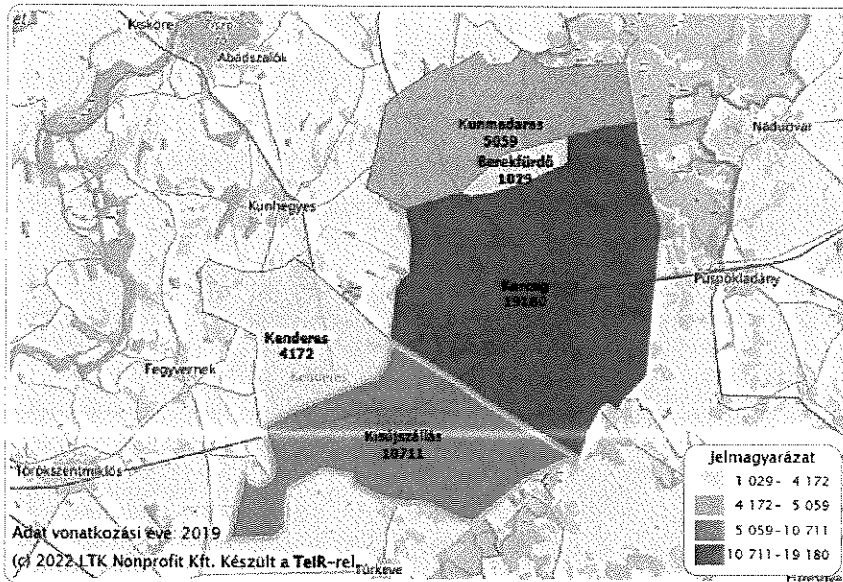 Kisköre
Abádszalók
Kunmadaras
5059
Nádudvar
Berekfürdő
1029
Kunhegyes
Karcag
19180
Püspökladány
Kenderes
4172
Kenderes
Fegyvernek
Kisújszállás
10711
Törökszentmiklós
Jelmagyarázat
1 029- 4 172
4 172- 5 059
5 059-10 711
10 711-19 180
Adat vonatkozási éve: 2019
(c) 2022 LTK Nonprofit Kft. Készült a TeIR-rel.
Túrkeve